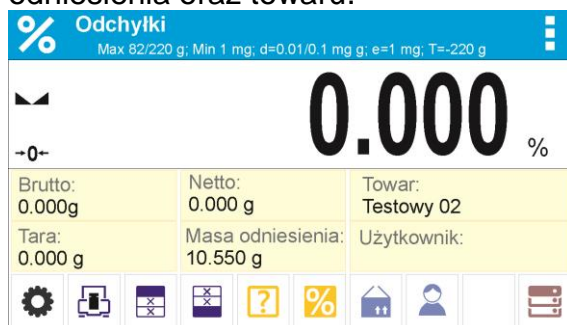 odniesienia oraz towaru.
% Odchyłki
Max 82/220 g; Min 1 mg; d=0.01/0.1 mg g; e=1 mg; T=-220 g
0.000 %
→0←
Brutto: Netto: Towar:
0.000g 0.000 g Testowy 02
Tara: Masa odniesienia: Użytkownik:
0.000 g 10.550 g
? %